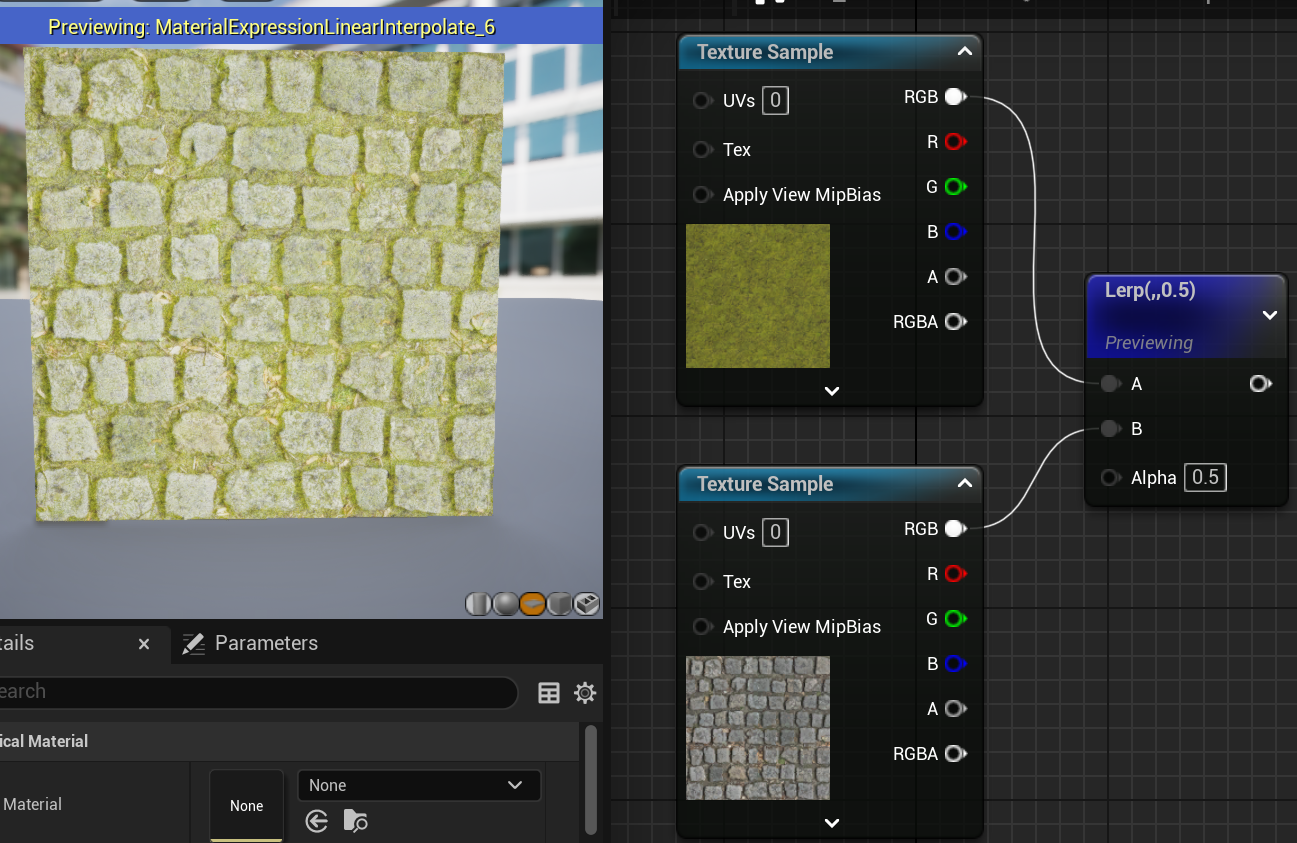 Previewing: MaterialExpressionLinearInterpolate_6
Texture Sample
UVs 0
Tex
Apply View MipBias
RGB
R
G
B
A
RGBA
Lerp(,,0.5)
Previewing
A
B
Alpha 0.5
Texture Sample
UVs 0
Tex
Apply View MipBias
RGB
R
G
B
A
RGBA
tails
Parameters
earch
ical Material
Material
None
None